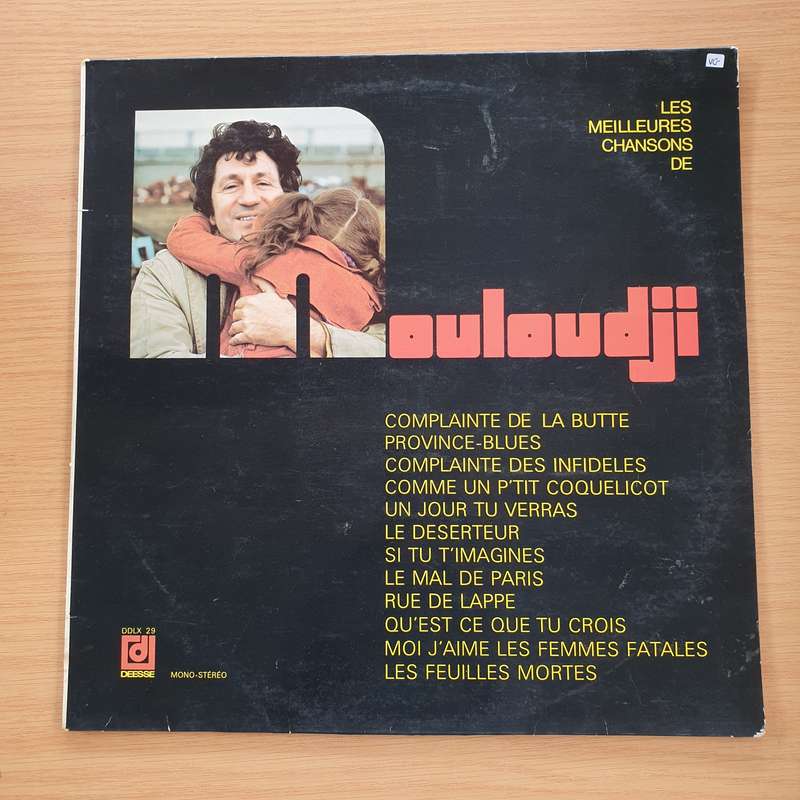 VG-
LES
MEILLEURES
CHANSONS
DE
Mouloudji
COMPLAINTE DE LA BUTTE
PROVINCE-BLUES
COMPLAINTE DES INFIDELES
COMME UN P'TIT COQUELICOT
UN JOUR TU VERRAS
LE DESERTEUR
SI TU T'IMAGINES
LE MAL DE PARIS
RUE DE LAPPE
QU'EST CE QUE TU CROIS
MOI J'AIME LES FEMMES FATALES
LES FEUILLES MORTES
DDLX 29
d
DEESSE
MONO-STÉRÉO